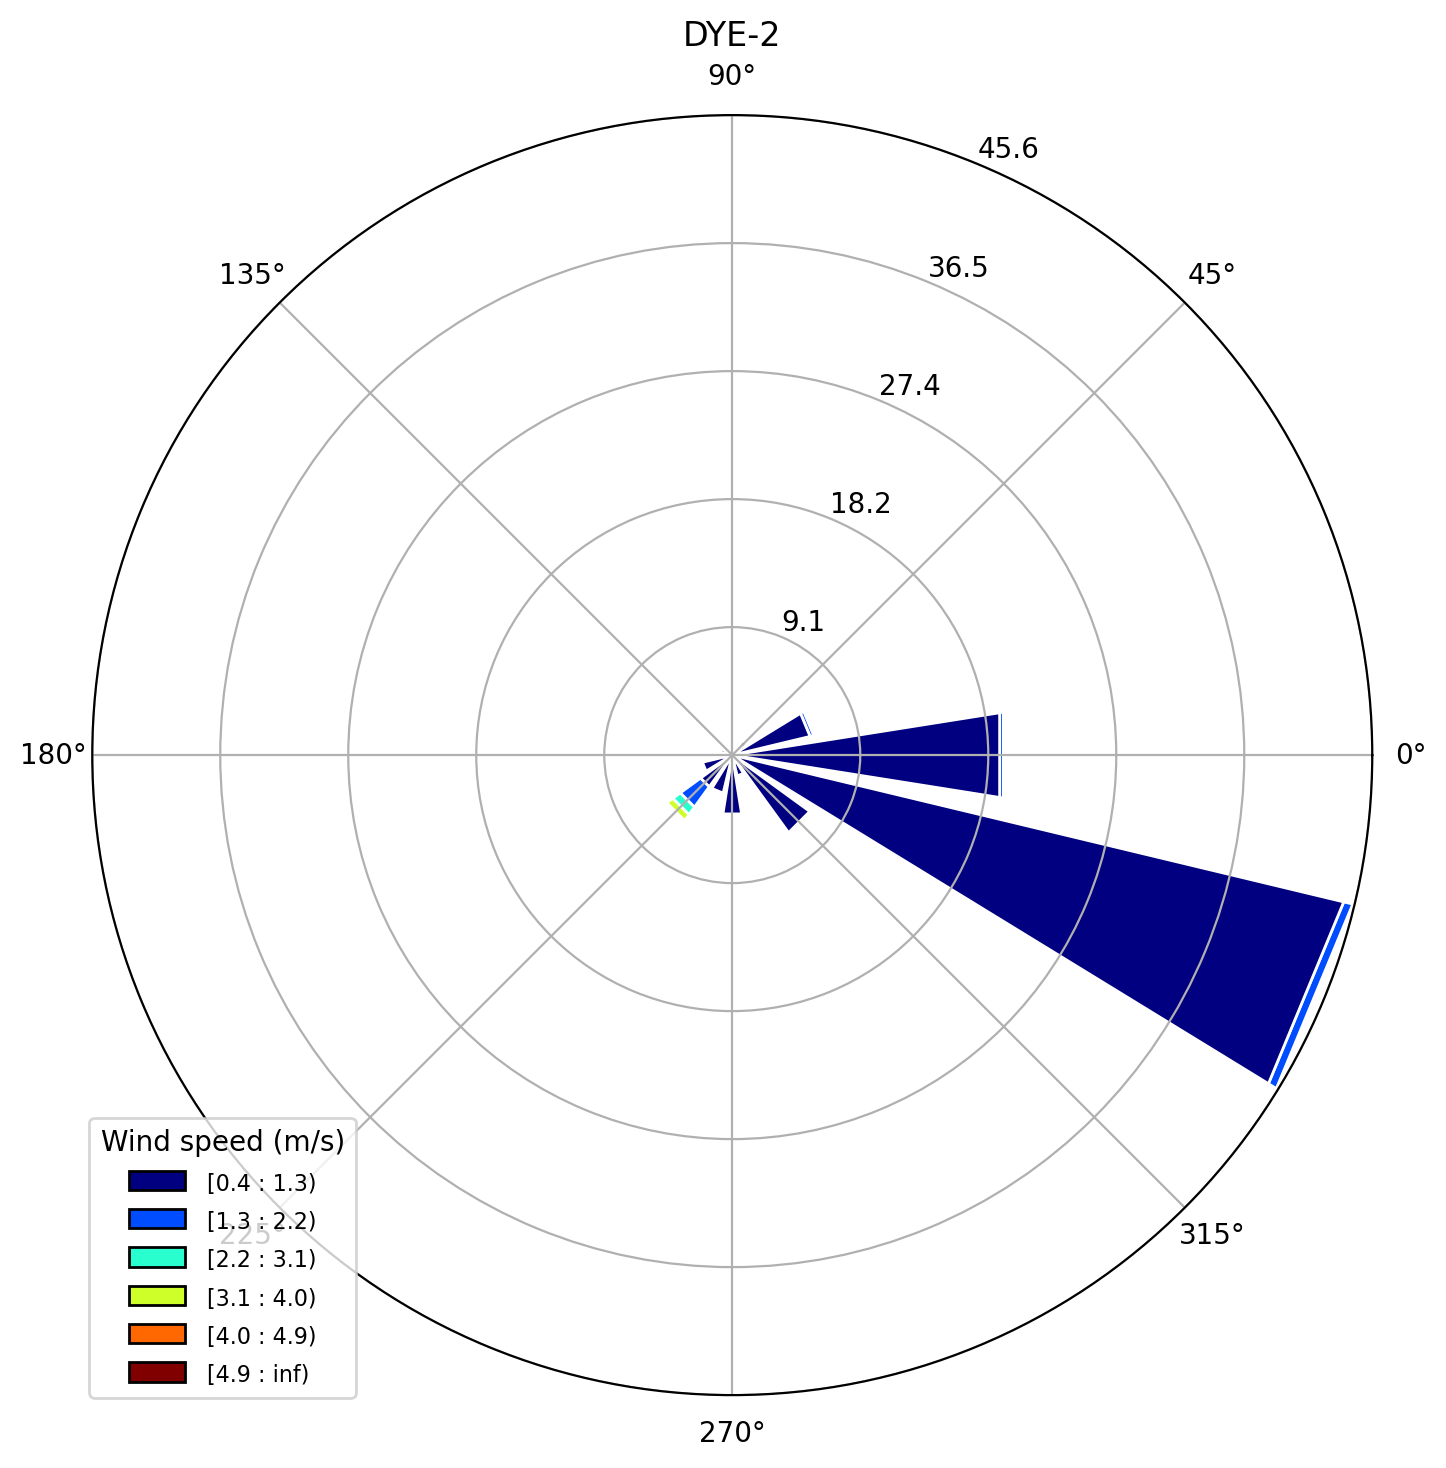 DYE-2
90°
45.6
135°
36.5
45°
27.4
18.2
9.1
180°
0°
Wind speed (m/s)
[0.4 : 1.3)
[1.3 : 2.2)
225°
315°
[2.2 : 3.1)
[3.1 : 4.0)
[4.0 : 4.9)
[4.9 : inf)
270°